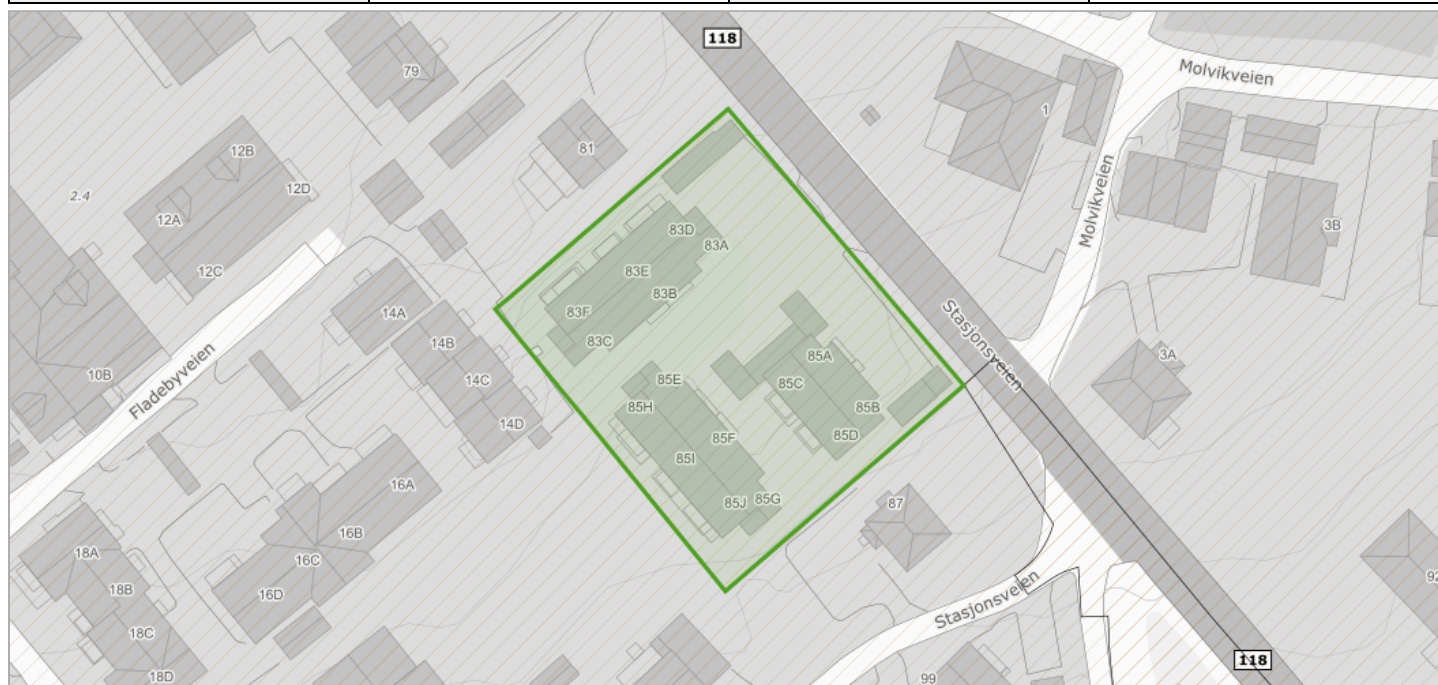 118
Molvikveien
79
1
12B
81
12D
2.4
Molvikveien
12A
3B
83D
83A
12C
83E
83B
14A
83F
Stasjonsveien
83C
14B
85A
3A
10B
Fladebyveien
14C
85E
85C
85H
85B
14D
85F
85D
85I
16A
85J
85G
87
16B
18A
16C
92
18B
16D
Stasjonsveien
18C
118
18D
99